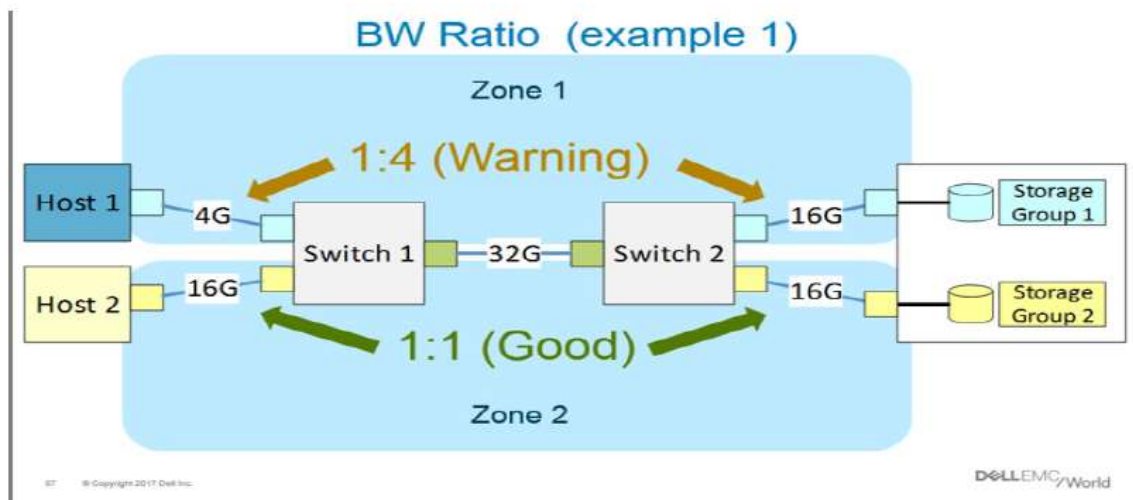 BW Ratio (example 1)
Zone 1
1:4 (Warning)
Host 1
4G
16G
Storage
Group 1
Switch 1
32G
Switch 2
Host 2
16G
16G
Storage
Group 2
1:1 (Good)
Zone 2
57 © Copyright 2017 Dell Inc.
DELLEMC/World